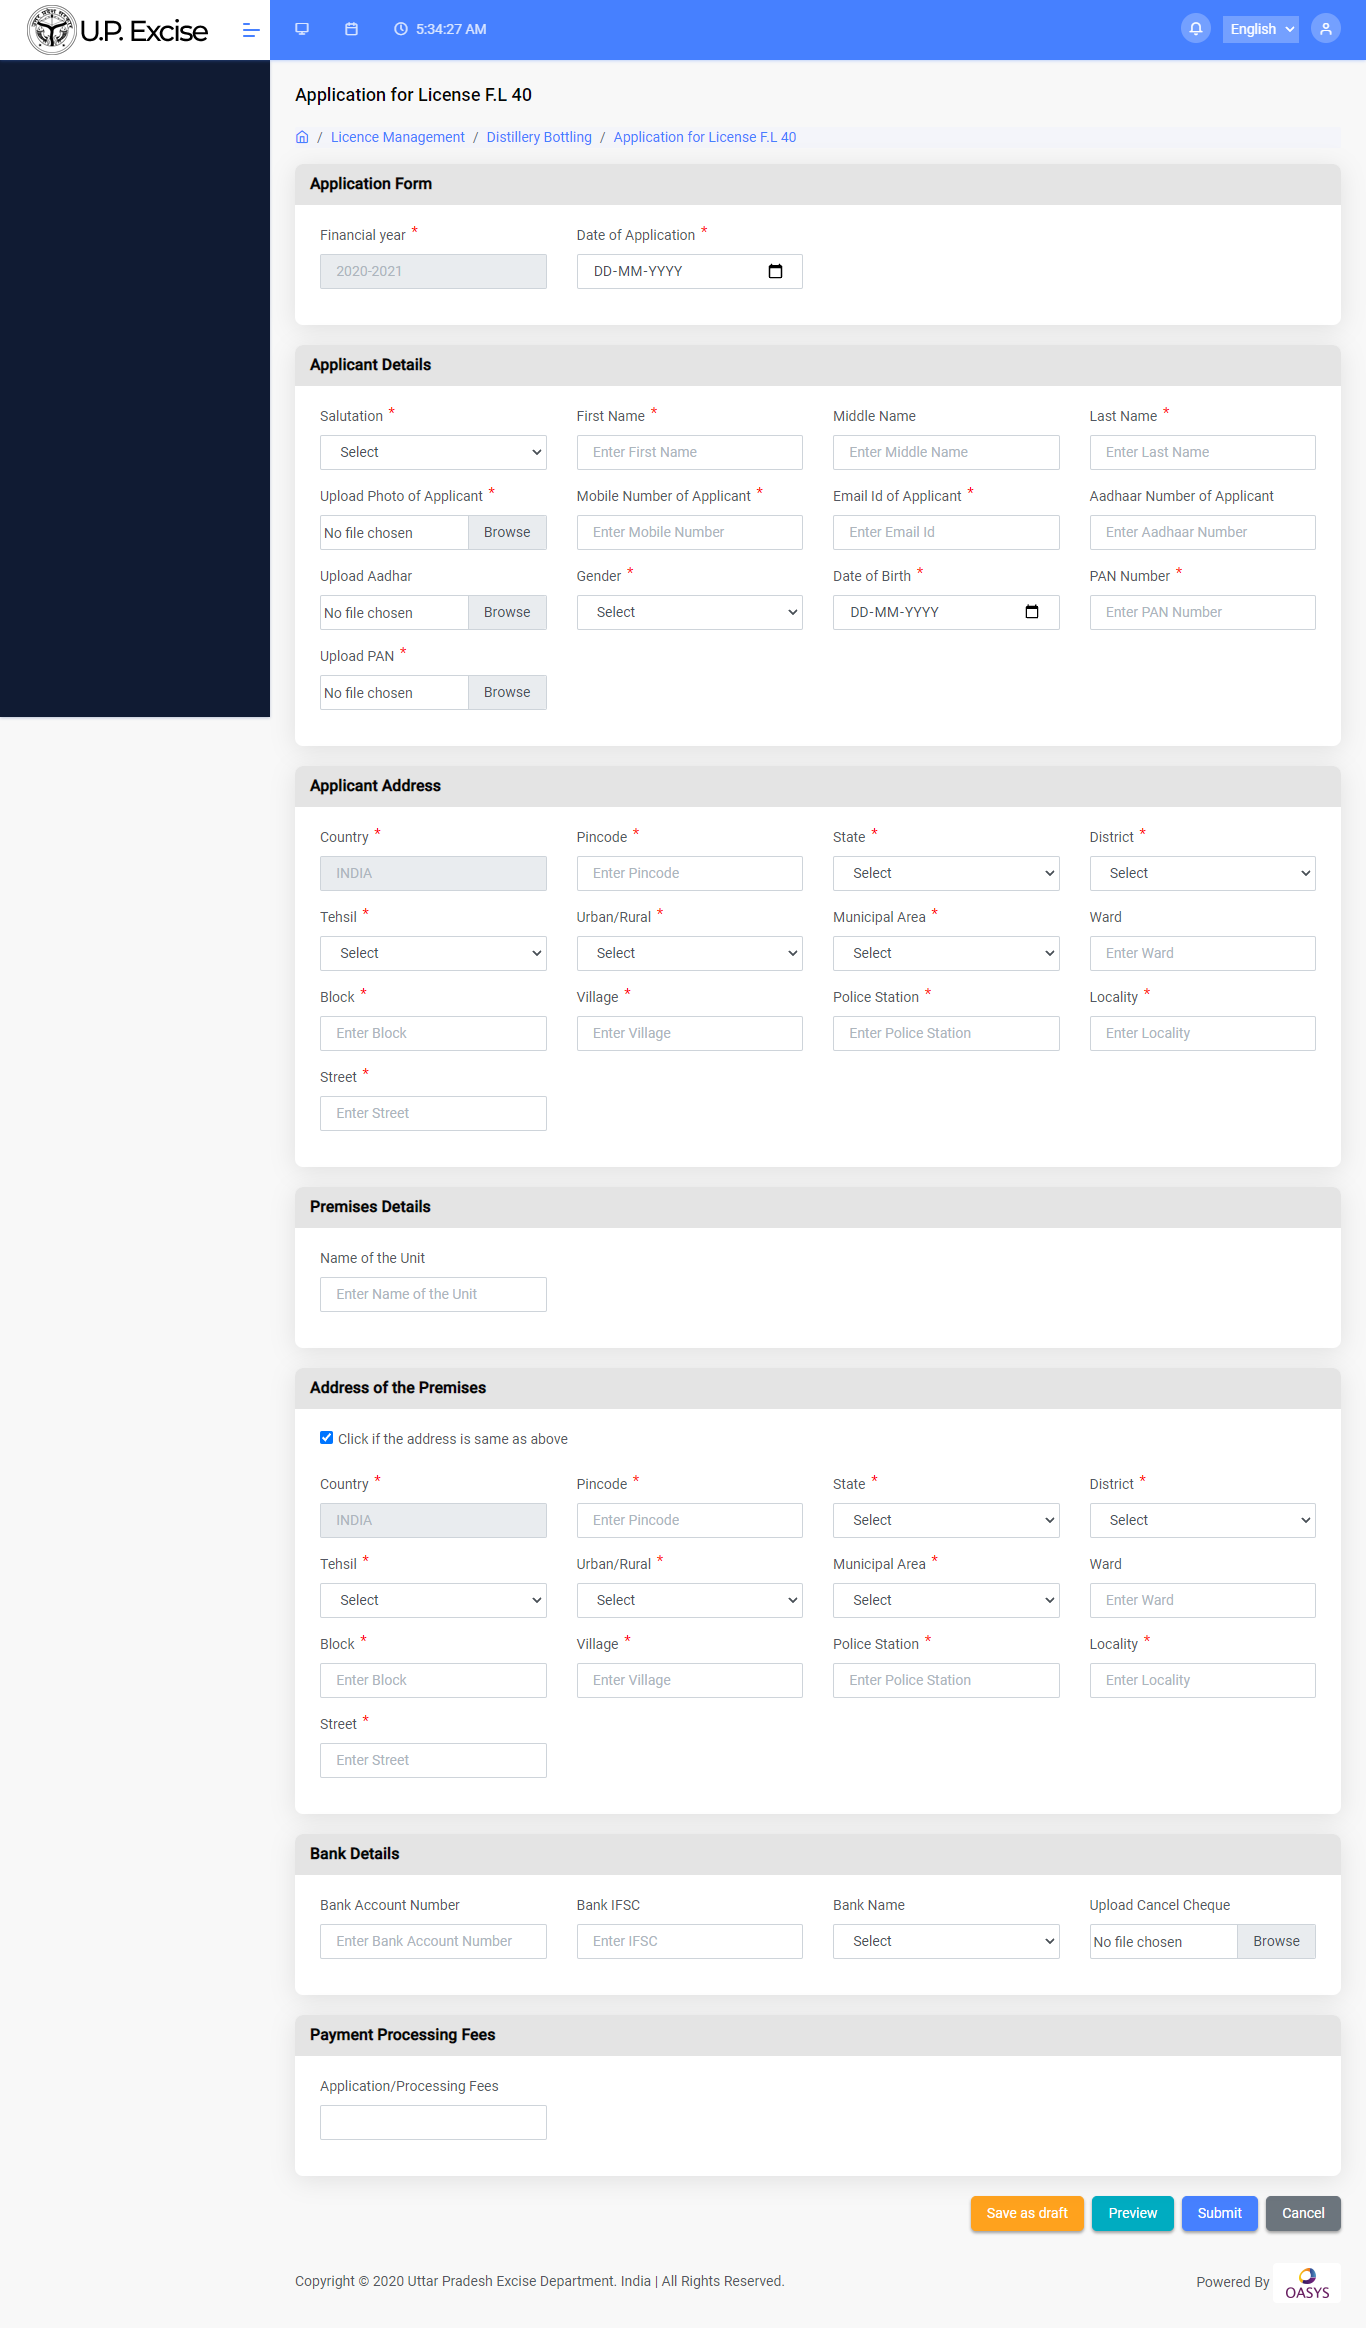 U.P. Excise
5:34:27 AM
English
Application for License F.L 40
/ Licence Management / Distillery Bottling / Application for License F.L 40
Application Form
Financial year * Date of Application *
2020-2021 DD-MM-YYYY
Applicant Details
Salutation * First Name * Middle Name Last Name *
Select Enter First Name Enter Middle Name Enter Last Name
Upload Photo of Applicant * Mobile Number of Applicant * Email Id of Applicant * Aadhaar Number of Applicant
No file chosen Browse Enter Mobile Number Enter Email Id Enter Aadhaar Number
Upload Aadhar Gender * Date of Birth * PAN Number *
No file chosen Browse Select DD-MM-YYYY Enter PAN Number
Upload PAN *
No file chosen Browse
Applicant Address
Country * Pincode * State * District *
INDIA Enter Pincode Select Select
Tehsil * Urban/Rural * Municipal Area * Ward
Select Select Select Enter Ward
Block * Village * Police Station * Locality *
Enter Block Enter Village Enter Police Station Enter Locality
Street *
Enter Street
Premises Details
Name of the Unit
Enter Name of the Unit
Address of the Premises
Click if the address is same as above
Country * Pincode * State * District *
INDIA Enter Pincode Select Select
Tehsil * Urban/Rural * Municipal Area * Ward
Select Select Select Enter Ward
Block * Village * Police Station * Locality *
Enter Block Enter Village Enter Police Station Enter Locality
Street *
Enter Street
Bank Details
Bank Account Number Bank IFSC Bank Name Upload Cancel Cheque
Enter Bank Account Number Enter IFSC Select No file chosen Browse
Payment Processing Fees
Application/Processing Fees
Save as draft Preview Submit Cancel
Copyright © 2020 Uttar Pradesh Excise Department. India | All Rights Reserved. Powered By OASYS